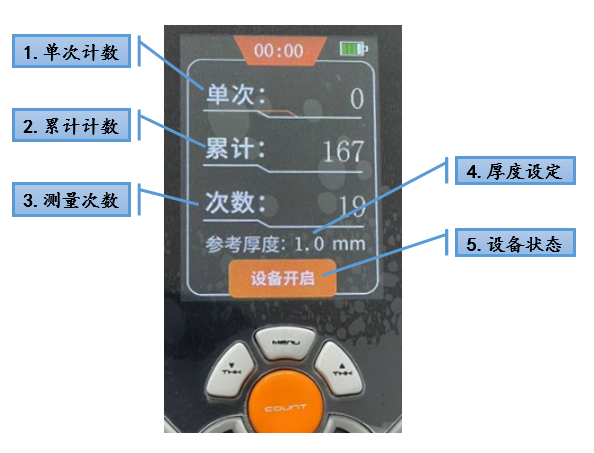 1. 单次计数
2. 累计计数
3. 测量次数
4. 厚度设定
5. 设备状态
00:00
单次: 0
累计: 167
次数: 19
参考厚度: 1.0 mm
设备开启
MENU
▼ THK
▲ THK
COUNT